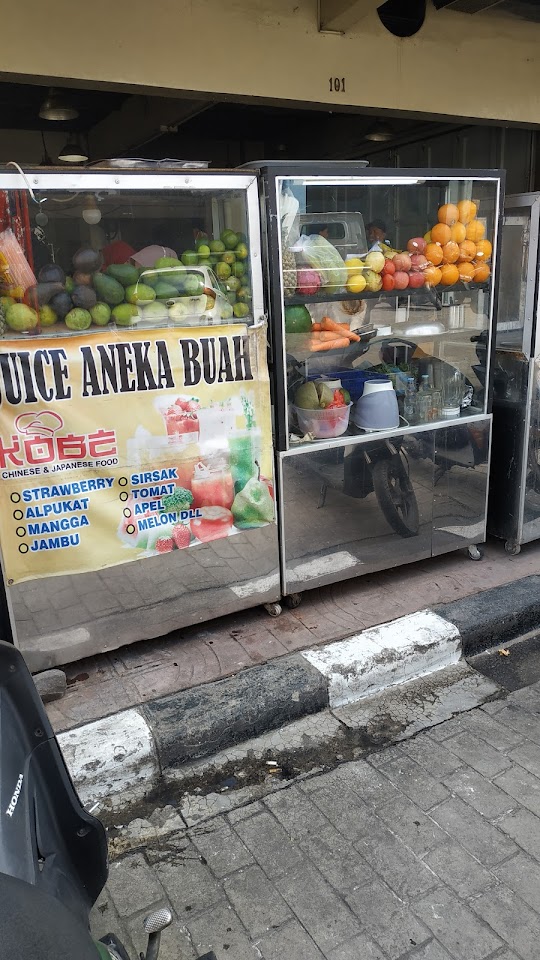 101
JUICE ANEKA BUAH
KOBE
CHINESE & JAPANESE FOOD
STRAWBERRY
ALPUKAT
MANGGA
JAMBU
SIRSAK
TOMAT
APEL
MELON DLL
HONDA